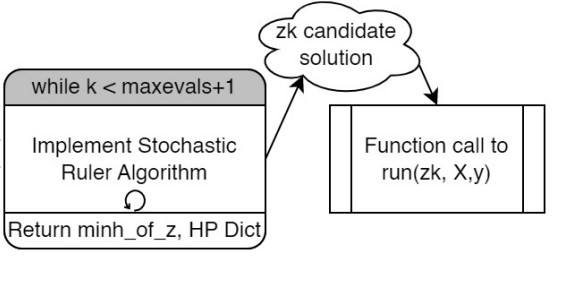 zk candidate
solution
while k < maxevals+1
Implement Stochastic
Ruler Algorithm
Return minh_of_z, HP Dict
Function call to
run(zk, X,y)